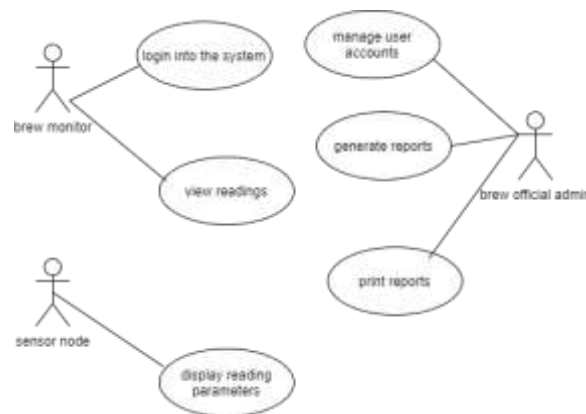 login into the system
manage user
accounts
brew monitor
generate reports
view readings
brew official admin
print reports
sensor node
display reading
parameters